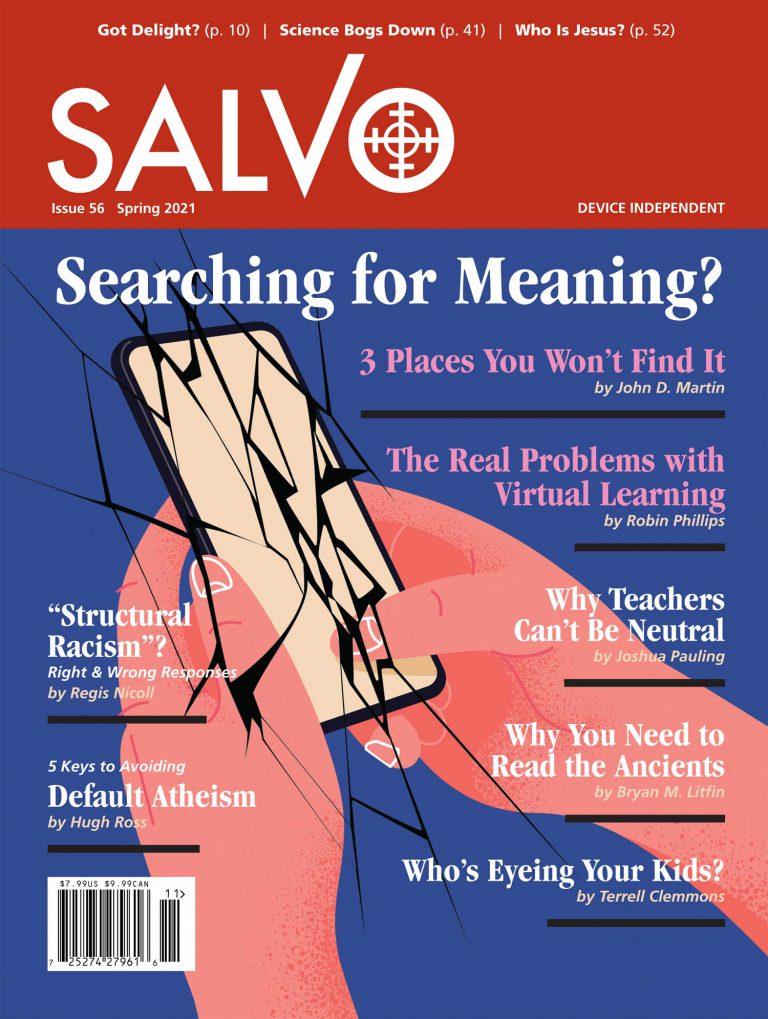 Got Delight? (p. 10) | Science Bogs Down (p. 41) | Who Is Jesus? (p. 52)
SALVO
Issue 56 Spring 2021
DEVICE INDEPENDENT
Searching for Meaning?
3 Places You Won't Find It
by John D. Martin
The Real Problems with
Virtual Learning
by Robin Phillips
Why Teachers
Can't Be Neutral
by Joshua Pauling
"Structural
Racism"?
Right & Wrong Responses
by Regis Nicoll
Why You Need to
Read the Ancients
by Bryan M. Litfin
5 Keys to Avoiding
Default Atheism
by Hugh Ross
Who's Eyeing Your Kids?
by Terrell Clemmons
$7.99US $9.99CAN
11>
7 25274 27961 6